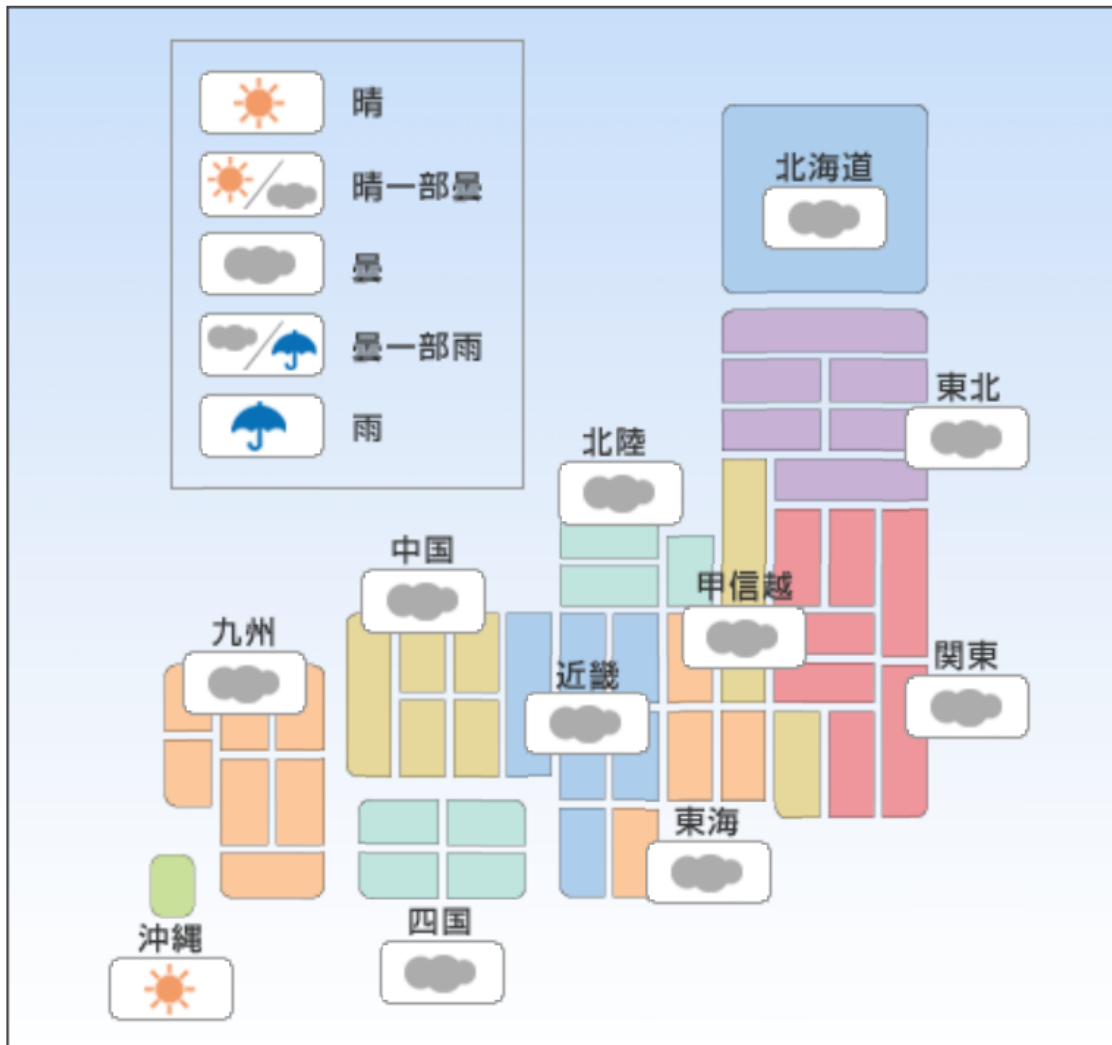 晴
晴一部曇
曇
曇一部雨
雨
北海道
東北
北陸
中国
甲信越
九州
関東
近畿
東海
四国
沖縄